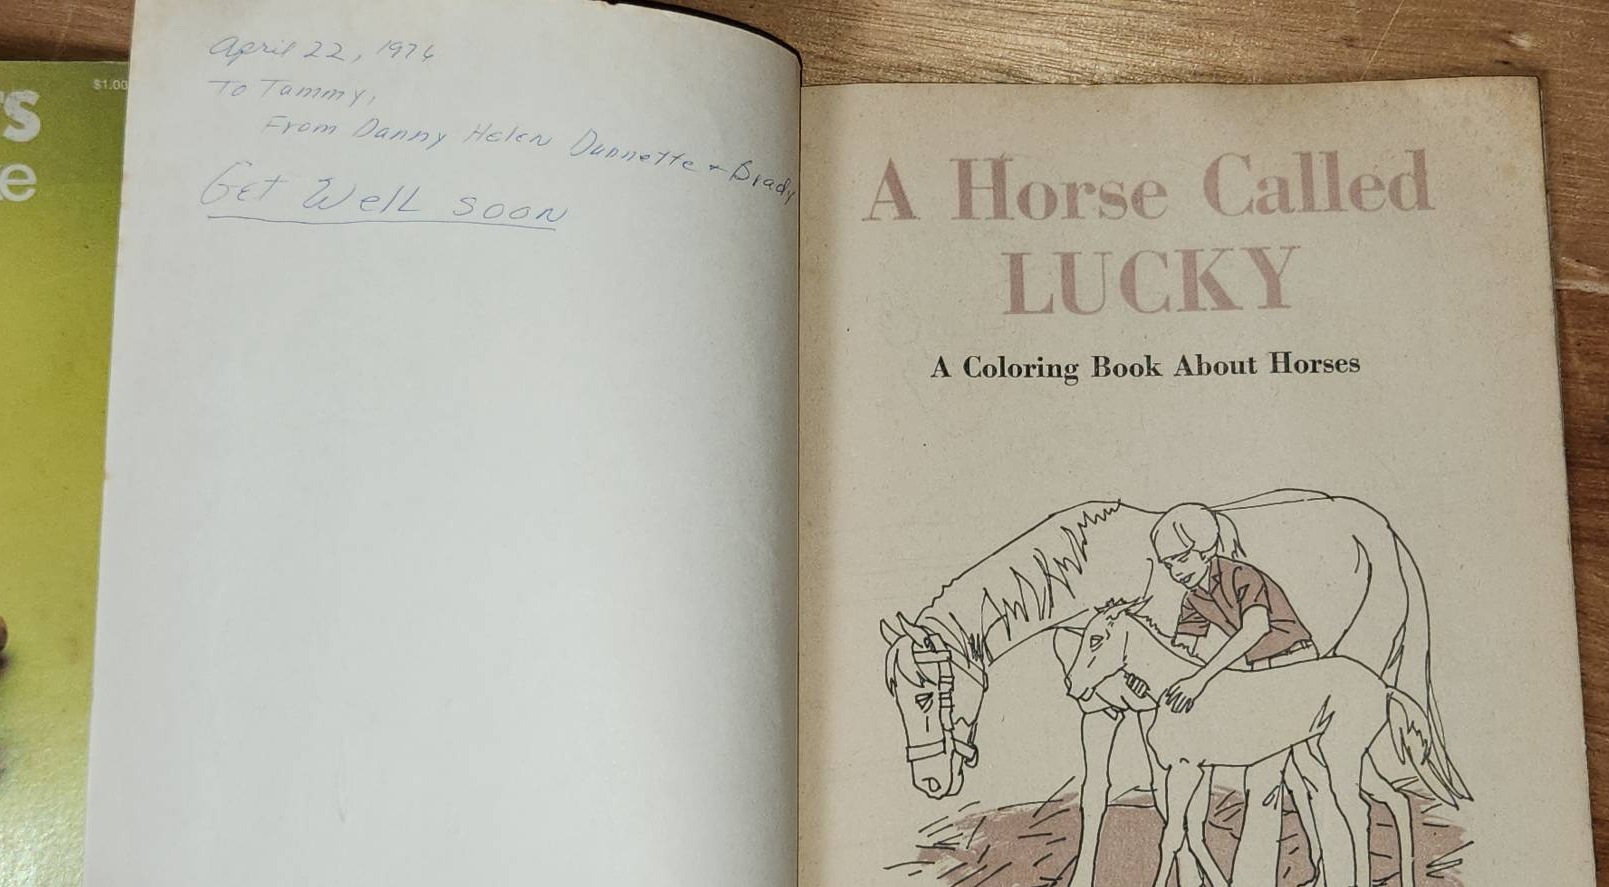 $1.00
April 22, 1976
To Tammy,
From Danny Helen Dannette + Brady
Get Well soon
A Horse Called
LUCKY
A Coloring Book About Horses